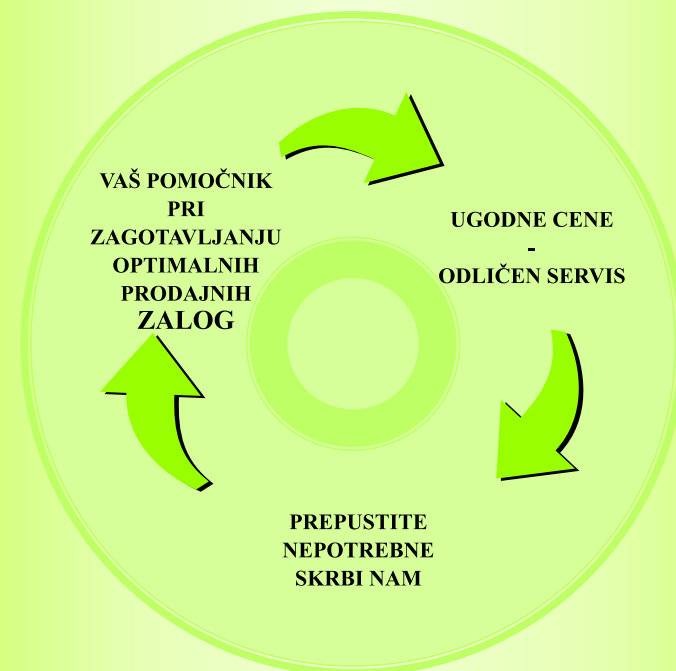 VAŠ POMOČNIK
PRI
ZAGOTAVLJANJU
OPTIMALNIH
PRODAJNIH
ZALOG
UGODNE CENE
-
ODLIČEN SERVIS
PREPUSTITE
NEPOTREBNE
SKRBI NAM